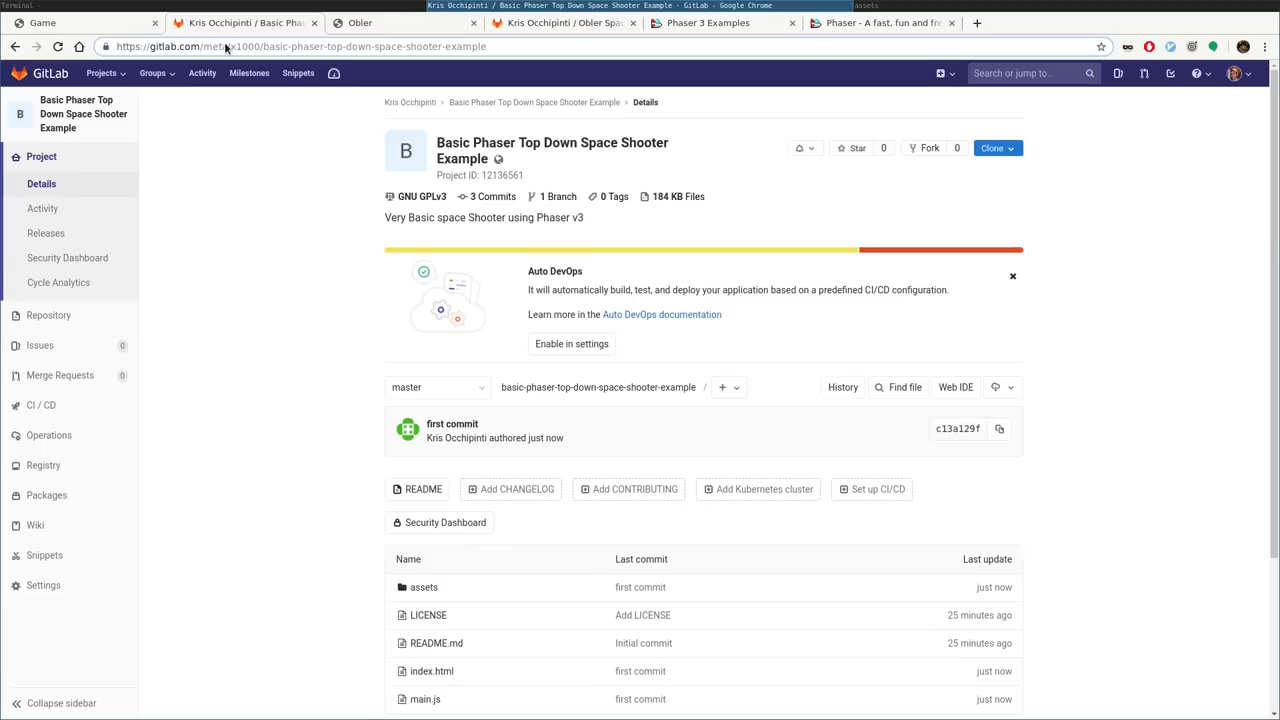 Terminal
Kris Occhipinti / Basic Phaser Top Down Space Shooter Example · GitLab - Google Chrome
assets
Game
Kris Occhipinti / Basic Phas
Obler
Kris Occhipinti / Obler Spac
Phaser 3 Examples
Phaser - A fast, fun and fre
https://gitlab.com/metalx1000/basic-phaser-top-down-space-shooter-example
GitLab
Projects
Groups
Activity
Milestones
Snippets
Search or jump to...
B
Basic Phaser Top Down Space Shooter Example
Kris Occhipinti > Basic Phaser Top Down Space Shooter Example > Details
B
Basic Phaser Top Down Space Shooter
Example
Project ID: 12136561
Star 0
Fork 0
Clone
GNU GPLv3
3 Commits
1 Branch
0 Tags
184 KB Files
Very Basic space Shooter using Phaser v3
Project
Details
Activity
Releases
Security Dashboard
Cycle Analytics
Repository
Issues 0
Merge Requests 0
CI / CD
Operations
Registry
Packages
Wiki
Snippets
Settings
Collapse sidebar
Auto DevOps
It will automatically build, test, and deploy your application based on a predefined CI/CD configuration.
Learn more in the Auto DevOps documentation
Enable in settings
master
basic-phaser-top-down-space-shooter-example /
+
History
Find file
Web IDE
first commit
Kris Occhipinti authored just now
c13a129f
README
Add CHANGELOG
Add CONTRIBUTING
Add Kubernetes cluster
Set up CI/CD
Security Dashboard
Name Last commit Last update
assets first commit just now
LICENSE Add LICENSE 25 minutes ago
README.md Initial commit 25 minutes ago
index.html first commit just now
main.js first commit just now